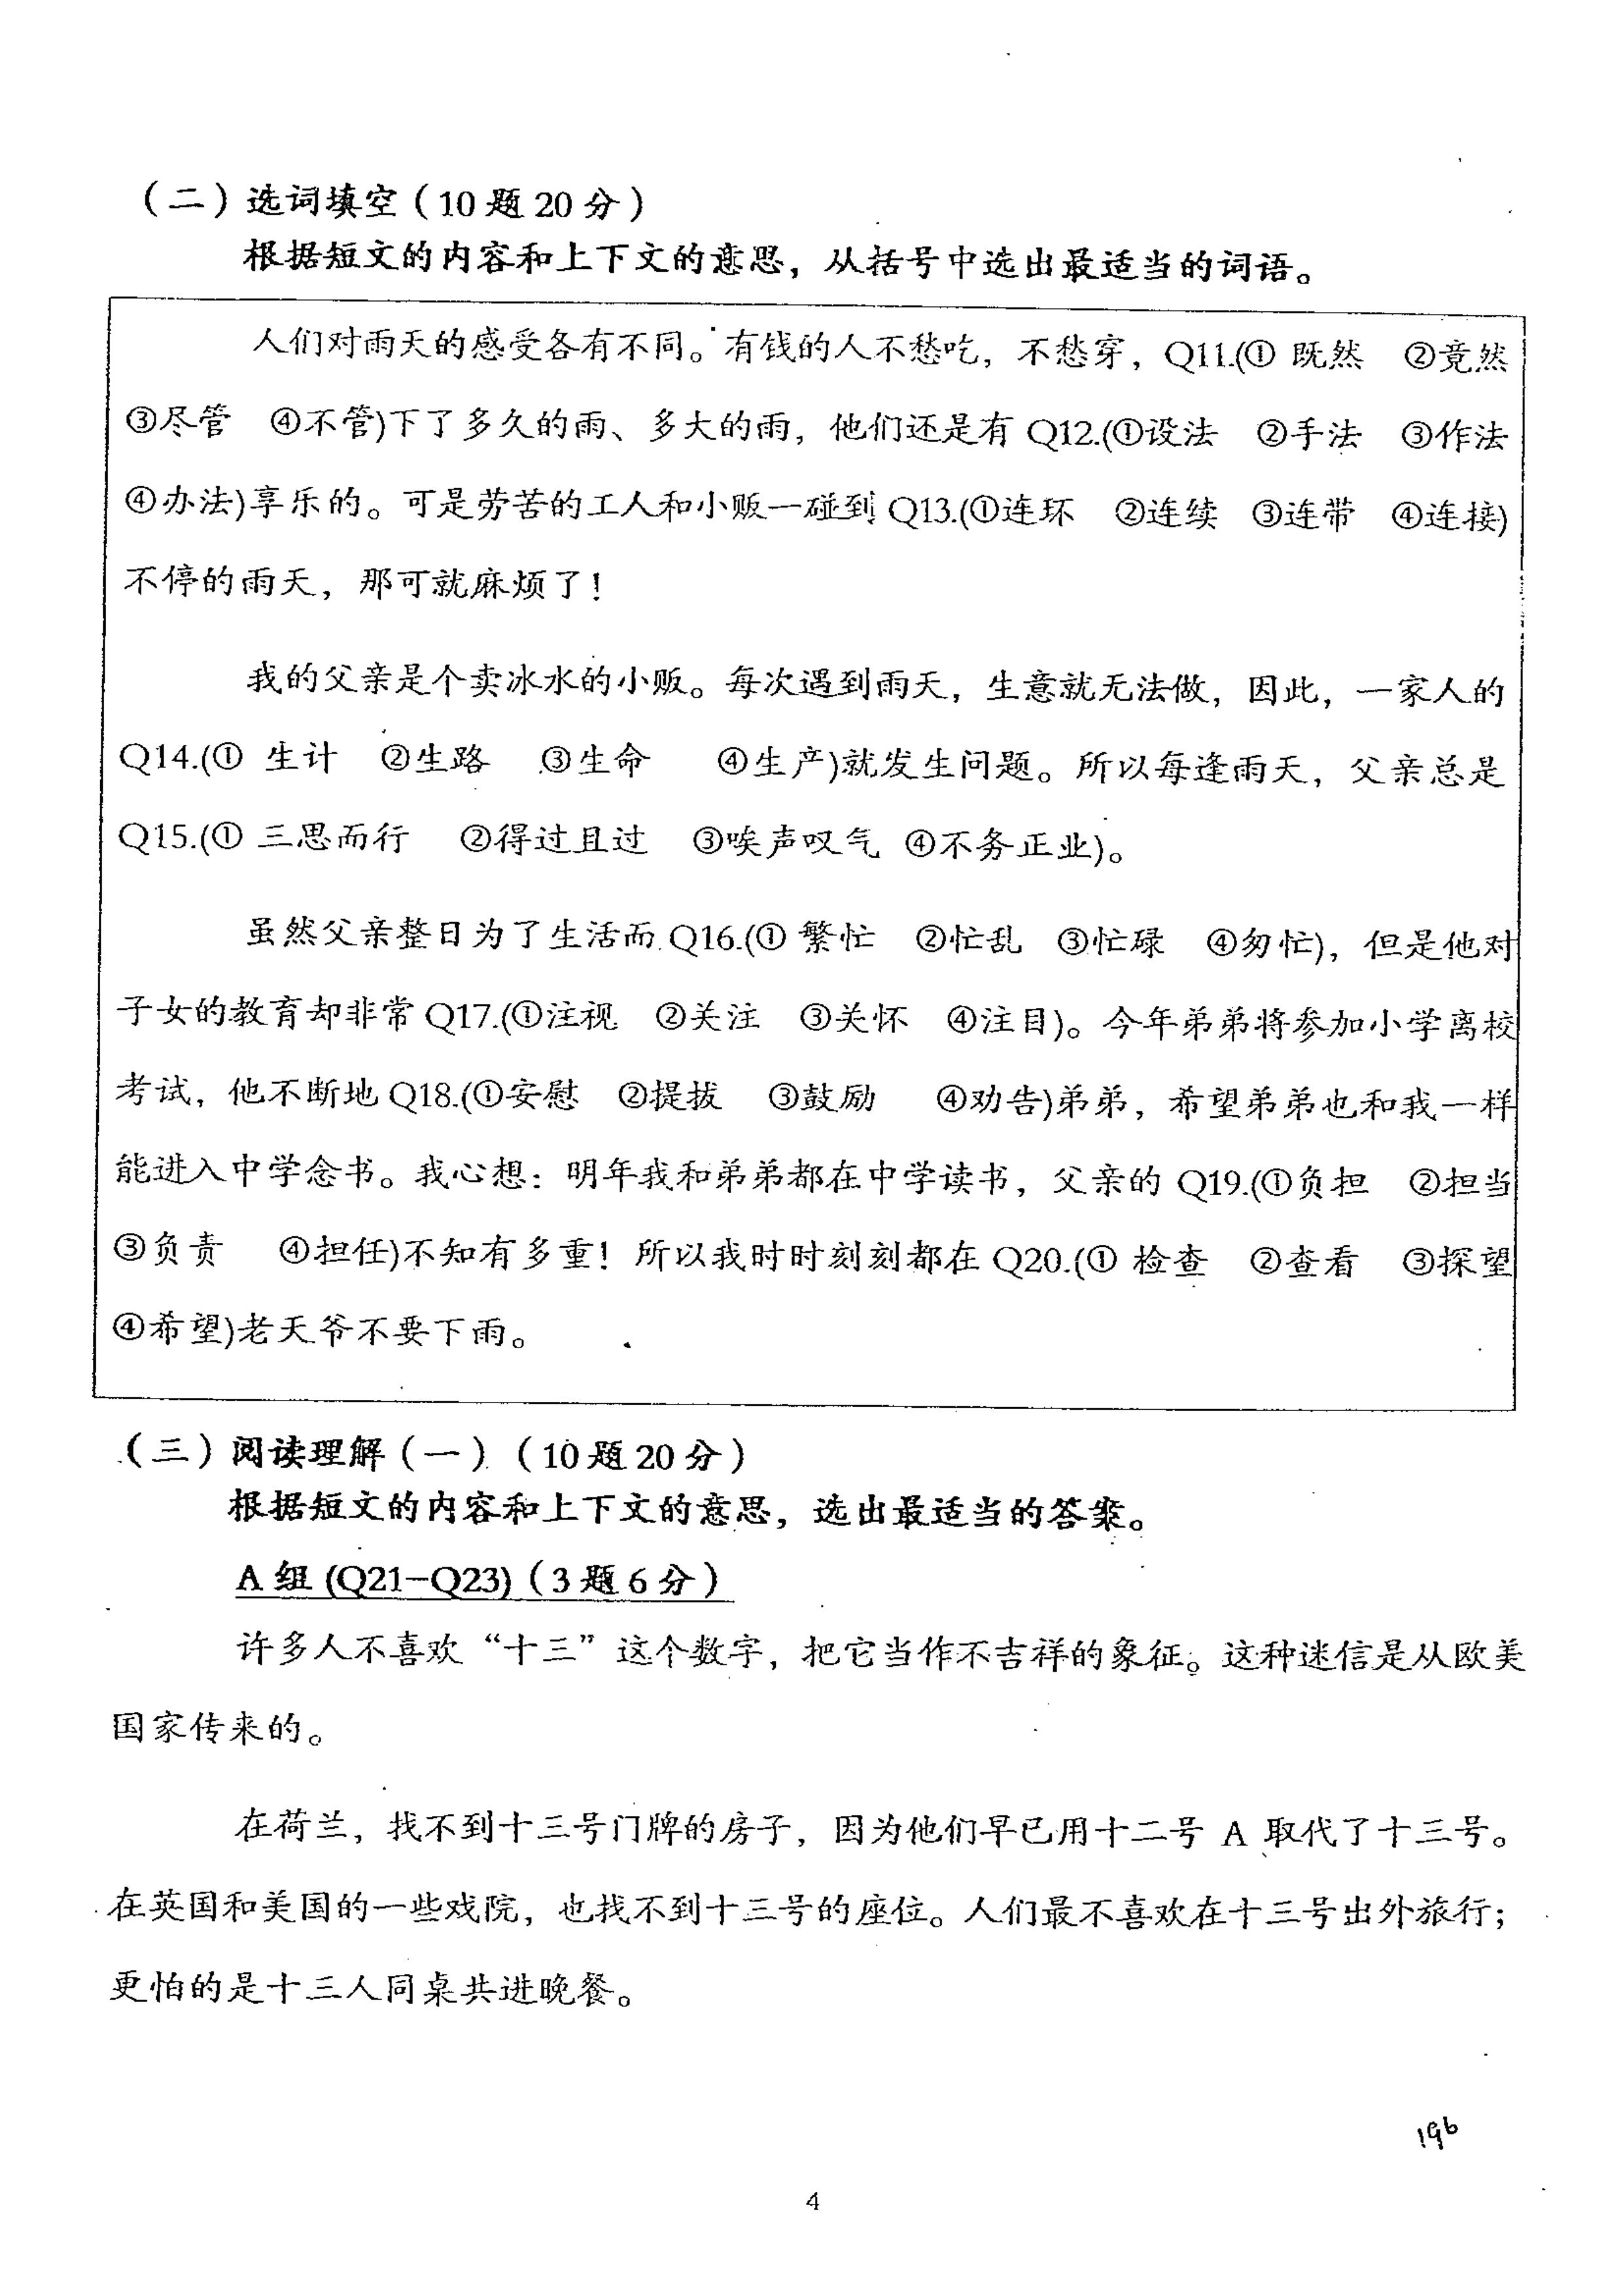 （二）选词填空（10题20分）
根据短文的内容和上下文的意思，从括号中选出最适当的词语。
人们对雨天的感受各有不同。有钱的人不愁吃，不愁穿，Q11.(① 既然 ②竟然
③尽管 ④不管)下了多久的雨、多大的雨，他们还是有 Q12.(①设法 ②手法 ③作法
④办法)享乐的。可是劳苦的工人和小贩一碰到 Q13.(①连环 ②连续 ③连带 ④连接)
不停的雨天，那可就麻烦了！
我的父亲是个卖冰水的小贩。每次遇到雨天，生意就无法做，因此，一家人的
Q14.(① 生计 ②生路 ③生命 ④生产)就发生问题。所以每逢雨天，父亲总是
Q15.(① 三思而行 ②得过且过 ③唉声叹气 ④不务正业)。
虽然父亲整日为了生活而 Q16.(① 繁忙 ②忙乱 ③忙碌 ④匆忙)，但是他对
子女的教育却非常 Q17.(①注视 ②关注 ③关怀 ④注目)。今年弟弟将参加小学离校
考试，他不断地 Q18.(①安慰 ②提拔 ③鼓励 ④劝告)弟弟，希望弟弟也和我一样
能进入中学念书。我心想：明年我和弟弟都在中学读书，父亲的 Q19.(①负担 ②担当
③负责 ④担任)不知有多重！所以我时时刻刻都在 Q20.(① 检查 ②查看 ③探望
④希望)老天爷不要下雨。
（三）阅读理解（一）（10题20分）
根据短文的内容和上下文的意思，选出最适当的答案。
A 组 (Q21-Q23)（3题6分）
许多人不喜欢“十三”这个数字，把它当作不吉祥的象征。这种迷信是从欧美
国家传来的。
在荷兰，找不到十三号门牌的房子，因为他们早已用十二号 A 取代了十三号。
在英国和美国的一些戏院，也找不到十三号的座位。人们最不喜欢在十三号出外旅行；
更怕的是十三人同桌共进晚餐。
196
4